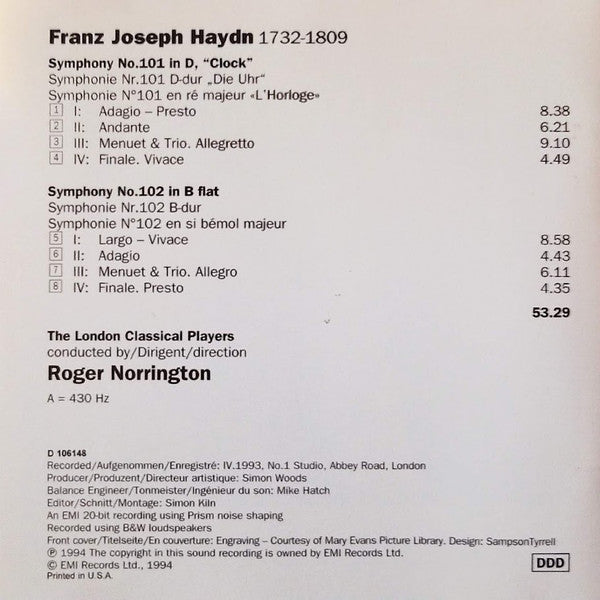 Franz Joseph Haydn 1732-1809
Symphony No.101 in D, “Clock”
Symphonie Nr.101 D-dur „Die Uhr“
Symphonie N°101 en ré majeur «L’Horloge»
1 I: Adagio – Presto 8.38
2 II: Andante 6.21
3 III: Menuet & Trio. Allegretto 9.10
4 IV: Finale. Vivace 4.49
Symphony No.102 in B flat
Symphonie Nr.102 B-dur
Symphonie N°102 en si bémol majeur
5 I: Largo – Vivace 8.58
6 II: Adagio 4.43
7 III: Menuet & Trio. Allegro 6.11
8 IV: Finale. Presto 4.35
53.29
The London Classical Players
conducted by/Dirigent/direction
Roger Norrington
A = 430 Hz
D 106148
Recorded/Aufgenommen/Enregistré: IV.1993, No.1 Studio, Abbey Road, London
Producer/Produzent/Directeur artistique: Simon Woods
Balance Engineer/Tonmeister/Ingénieur du son: Mike Hatch
Editor/Schnitt/Montage: Simon Kiln
An EMI 20-bit recording using Prism noise shaping
Recorded using B&W loudspeakers
Front cover/Titelseite/En couverture: Engraving – Courtesy of Mary Evans Picture Library. Design: SampsonTyrrell
℗ 1994 The copyright in this sound recording is owned by EMI Records Ltd.
© EMI Records Ltd, 1994
DDD
Printed in U.S.A.